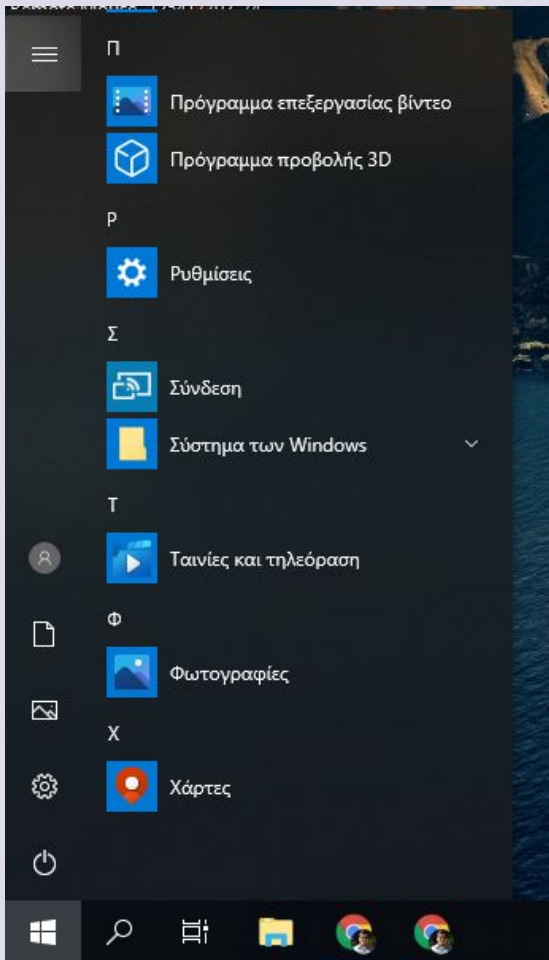 Π
Πρόγραμμα επεξεργασίας βίντεο
Πρόγραμμα προβολής 3D
Ρ
Ρυθμίσεις
Σ
Σύνδεση
Σύστημα των Windows
Τ
Ταινίες και τηλεόραση
Φ
Φωτογραφίες
Χ
Χάρτες